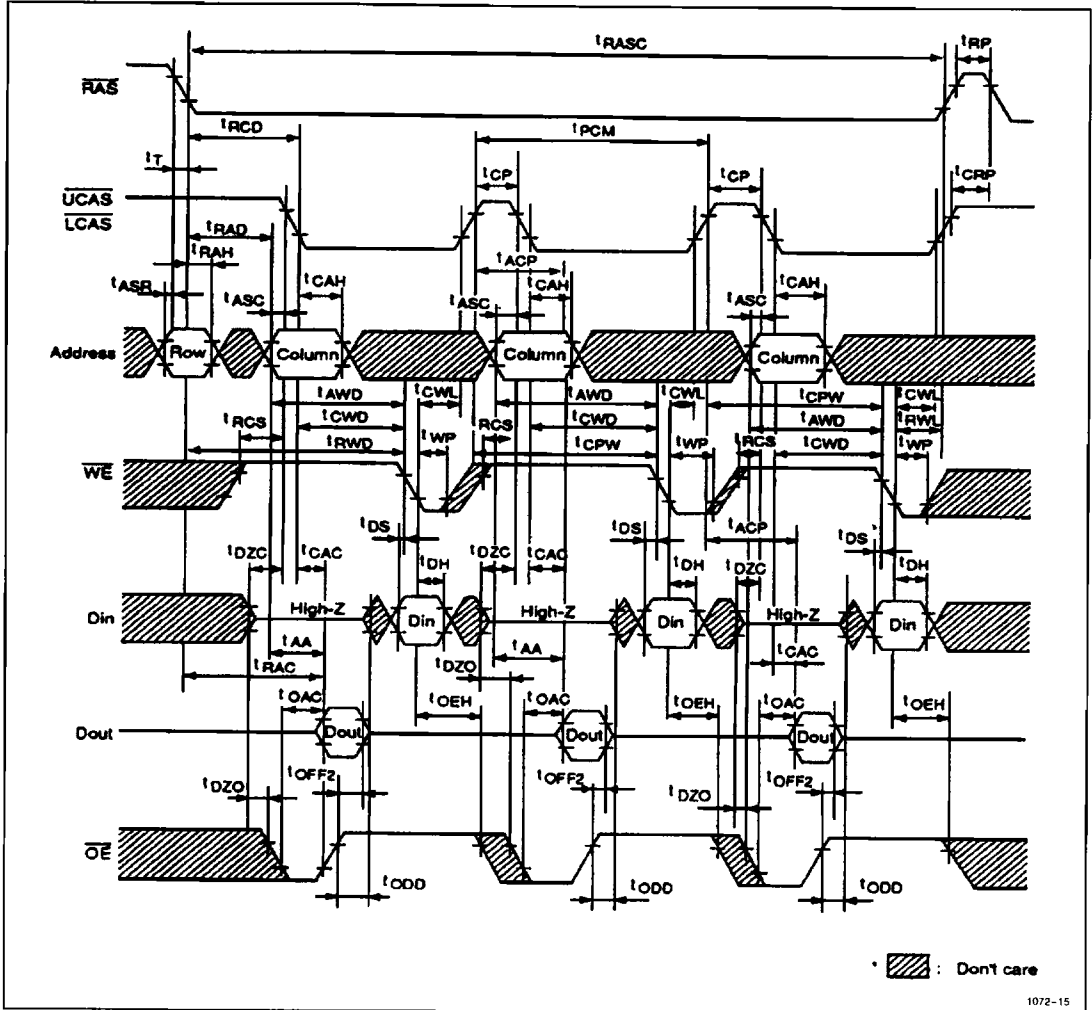 tRASC
tRP
RAS
tRCD
tPCM
tT
tCP
tCP
tCRP
UCAS
LCAS
tRAD
tRAH
tACP
tASR
tASC
tCAH
tASC
tCAH
tASC
tCAH
Address
Row
Column
Column
Column
tAWD
tCWL
tAWD
tCWL
tCPW
tCWL
tRCS
tCWD
tWP
RCS
tCWD
tWP
tRCS
tAWD
tRWL
tRWD
tCPW
tCWD
tWP
WE
tDS
tDS
tACP
tDS
tDZC
tCAC
tDH
tDZC
tCAC
tDH
tDZC
tDH
Din
High-Z
Din
High-Z
Din
High-Z
Din
tAA
tDZO
tAA
tCAC
tRAC
tOAC
tOEH
tOAC
tOEH
tOAC
tOEH
Dout
Dout
Dout
Dout
tDZO
tOFF2
tOFF2
tDZO
tOFF2
OE
tODD
tODD
tODD
* : Don't care
1072-15